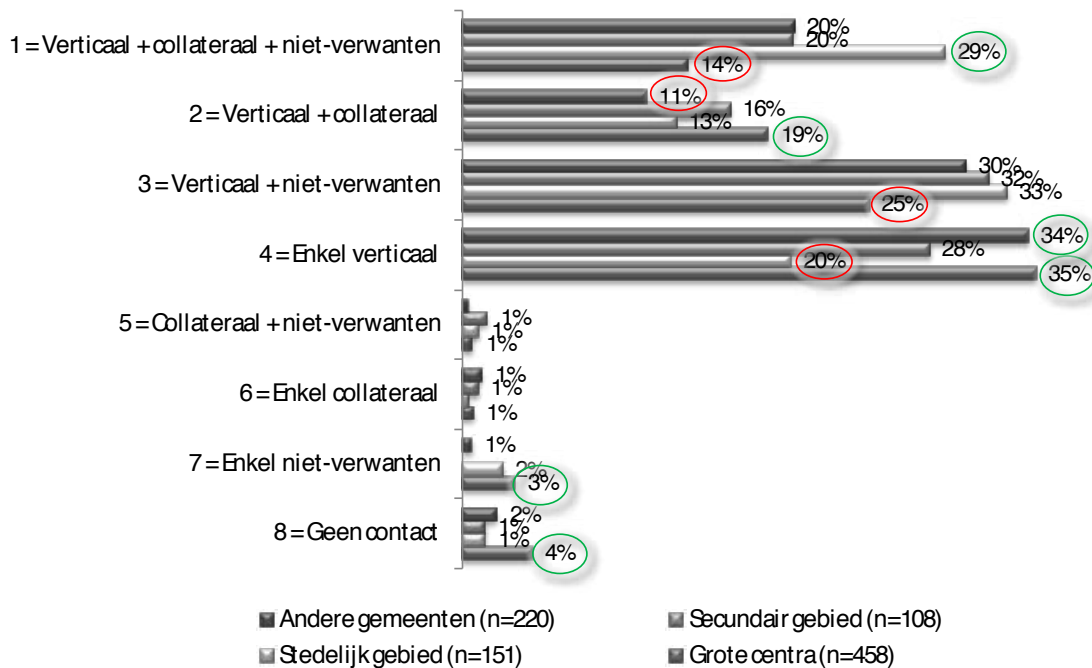 1 = Verticaal + collateraal + niet-verwanten
20%
20%
29%
14%
2 = Verticaal + collateraal
11%
16%
13%
19%
3 = Verticaal + niet-verwanten
30%
32%
33%
25%
4 = Enkel verticaal
34%
28%
20%
35%
5 = Collateraal + niet-verwanten
1%
1%
1%
6 = Enkel collateraal
1%
1%
1%
7 = Enkel niet-verwanten
1%
2%
3%
8 = Geen contact
2%
1%
1%
4%
Andere gemeenten (n=220)
Secundair gebied (n=108)
Stedelijk gebied (n=151)
Grote centra (n=458)